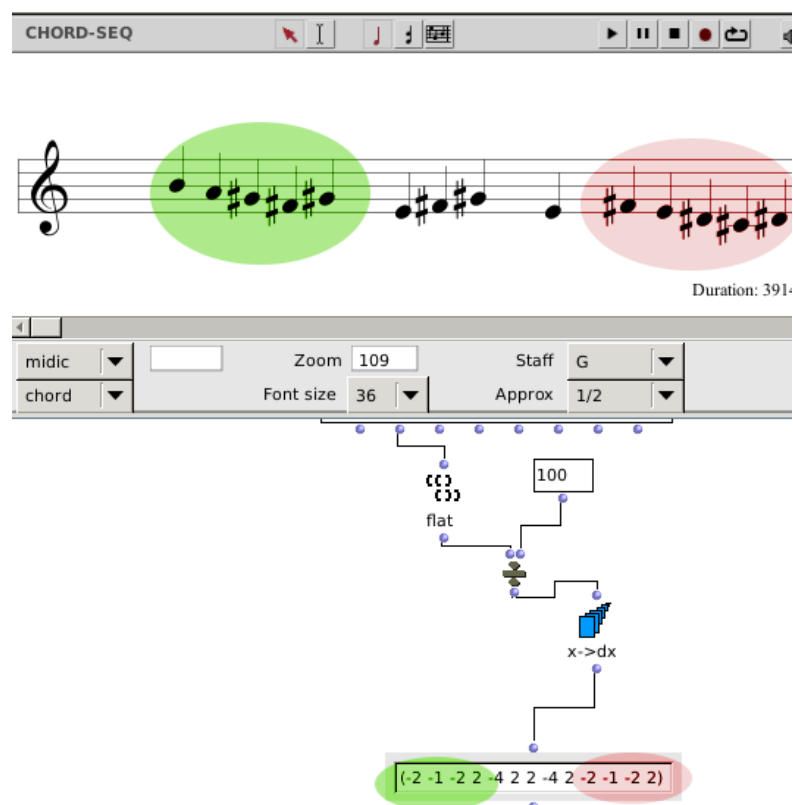 CHORD-SEQ
Duration: 3914
midic Zoom 109 Staff G
chord Font size 36 Approx 1/2
100
flat
x->dx
(-2 -1 -2 2 -4 2 2 -4 2 -2 -1 -2 2)